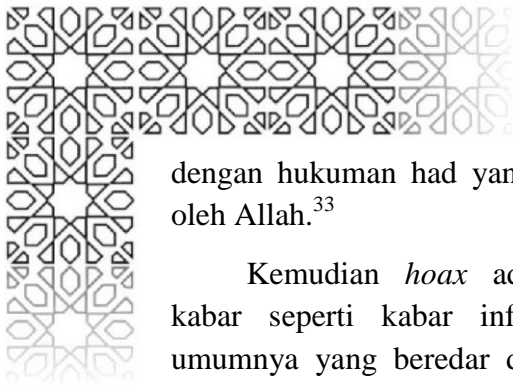 dengan hukuman had yan
oleh Allah.33
Kemudian hoax ad
kabar seperti kabar inf
umumnya yang beredar d